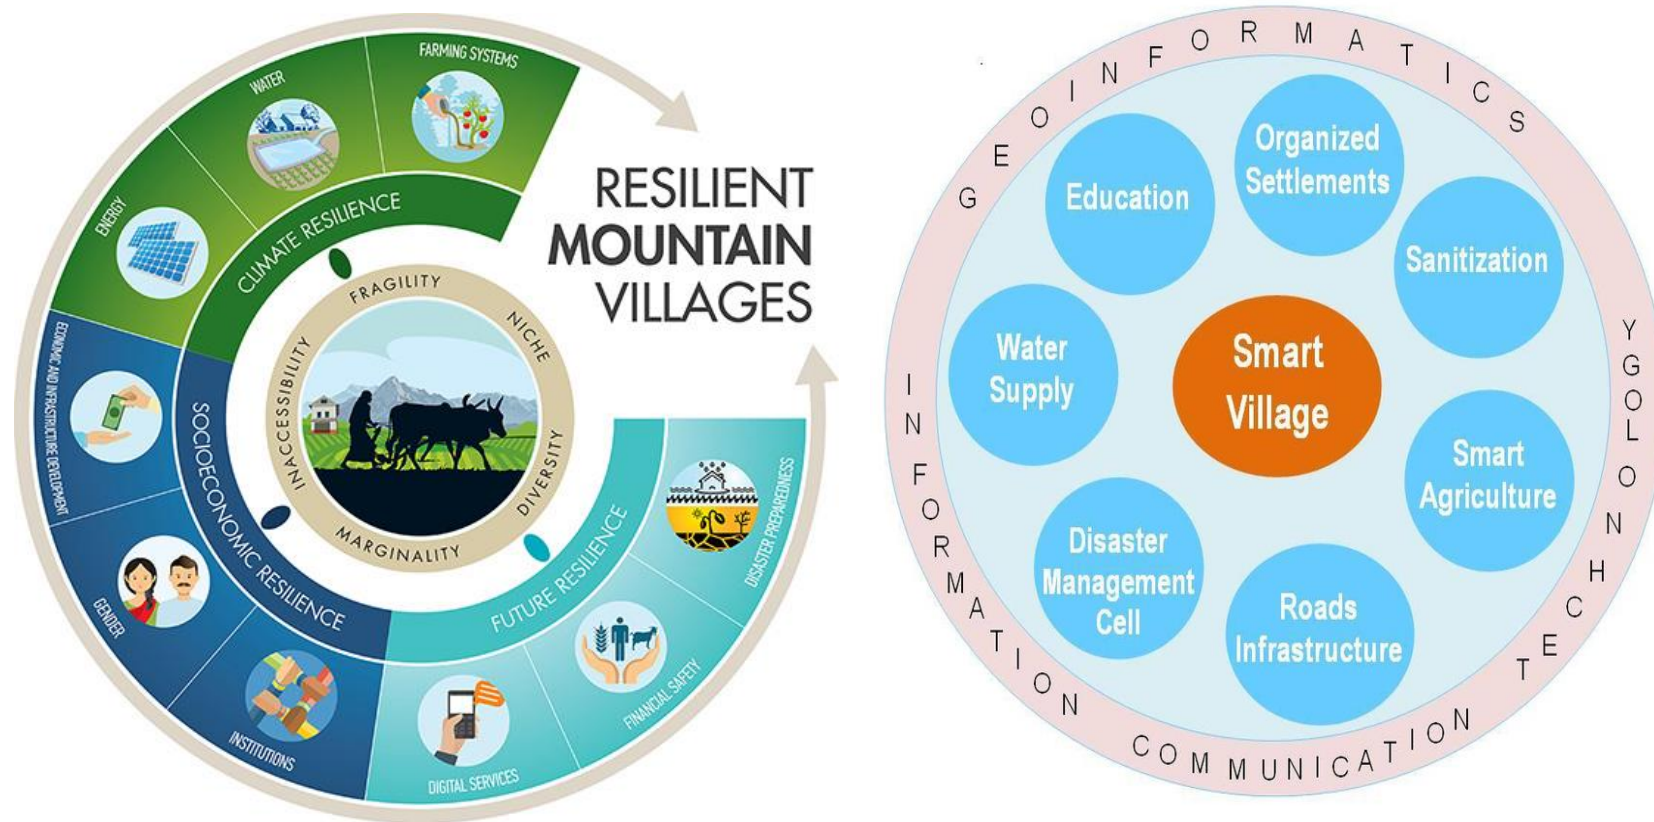 FARMING SYSTEMS
WATER
ENERGY
CLIMATE RESILIENCE
RESILIENT
MOUNTAIN
VILLAGES
FRAGILITY
NICHE
INACCESSIBILITY
DIVERSITY
MARGINALITY
ECONOMIC AND INFRASTRUCTURE DEVELOPMENT
SOCIOECONOMIC RESILIENCE
GENDER
INSTITUTIONS
FUTURE RESILIENCE
DISASTER PREPAREDNESS
FINANCIAL SAFETY
DIGITAL SERVICES
GEOINFORMATICS
Organized
Settlements
Education
Sanitization
Water
Supply
Smart
Village
Smart
Agriculture
Disaster
Management
Cell
Roads
Infrastructure
INFORMATION COMMUNICATION TECHNOLOGY